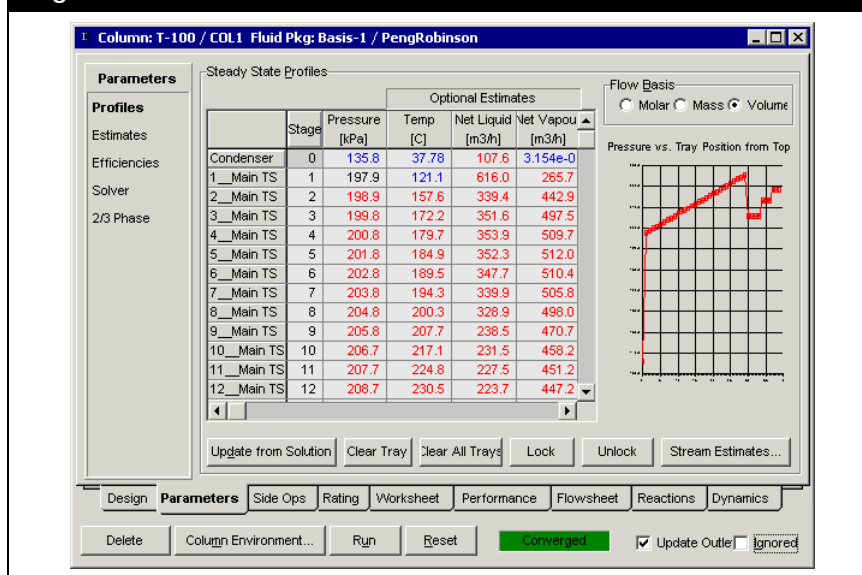 Column: T-100 / COL1 Fluid Pkg: Basis-1 / PengRobinson
Parameters
Profiles
Estimates
Efficiencies
Solver
2/3 Phase
Steady State Profiles
Optional Estimates
Stage Pressure [kPa] Temp [C] Net Liquid [m3/h] Net Vapou [m3/h]
Condenser 0 135.8 37.78 107.6 3.154e-0
1__Main TS 1 197.9 121.1 616.0 265.7
2__Main TS 2 198.9 157.6 339.4 442.9
3__Main TS 3 199.8 172.2 351.6 497.5
4__Main TS 4 200.8 179.7 353.9 509.7
5__Main TS 5 201.8 184.9 352.3 512.0
6__Main TS 6 202.8 189.5 347.7 510.4
7__Main TS 7 203.8 194.3 339.9 505.8
8__Main TS 8 204.8 200.3 328.9 498.0
9__Main TS 9 205.8 207.7 238.5 470.7
10__Main TS 10 206.7 217.1 231.5 458.2
11__Main TS 11 207.7 224.8 227.5 451.2
12__Main TS 12 208.7 230.5 223.7 447.2
Flow Basis
Molar Mass Volume
Pressure vs. Tray Position from Top
Update from Solution Clear Tray Clear All Trays Lock Unlock Stream Estimates...
Design Parameters Side Ops Rating Worksheet Performance Flowsheet Reactions Dynamics
Delete Column Environment... Run Reset Converged Update Outle Ignored